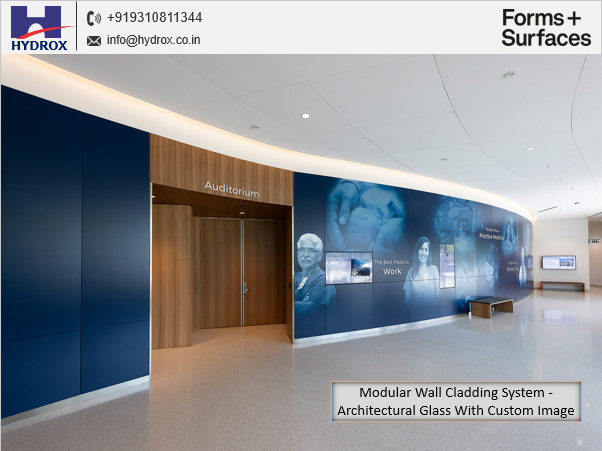 HYDROX
+919310811344
info@hydrox.co.in
Forms+
Surfaces
Auditorium
The Best Place to
Work
Practice Medicine
Modular Wall Cladding System -
Architectural Glass With Custom Image